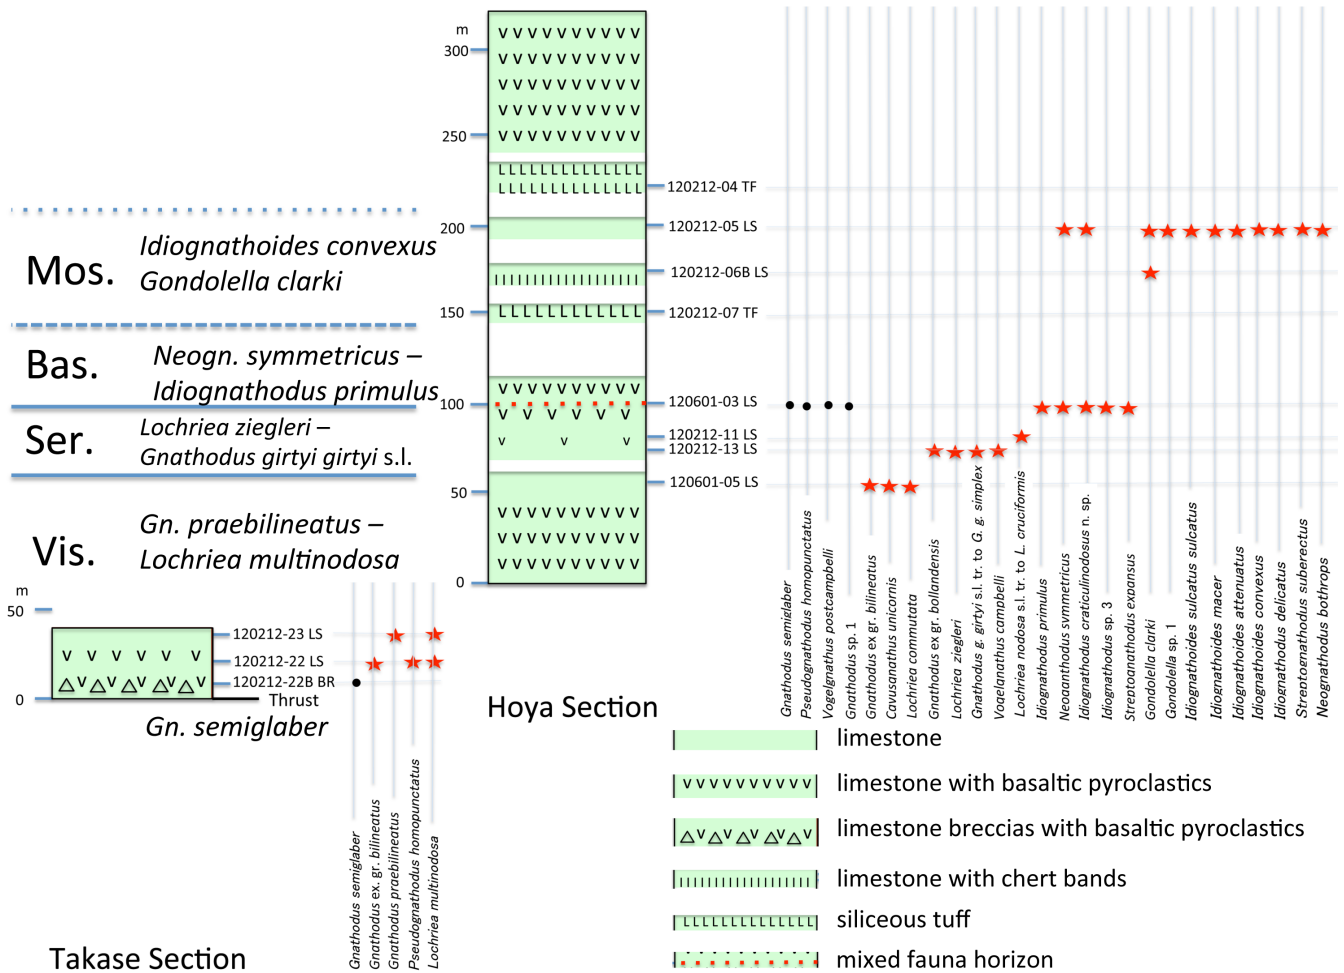 m
300
250
200
150
100
50
0
120212-04 TF
120212-05 LS
120212-06B LS
120212-07 TF
120601-03 LS
120212-11 LS
120212-13 LS
120601-05 LS
Mos.
Idiognathoides convexus
Gondolella clarki
Bas.
Neogn. symmetricus –
Idiognathodus primulus
Ser.
Lochriea ziegleri –
Gnathodus girtyi girtyi s.l.
Vis.
Gn. praebilineatus –
Lochriea multinodosa
m
50
0
120212-23 LS
120212-22 LS
120212-22B BR
Thrust
Gn. semiglaber
Gnathodus semiglaber
Gnathodus ex. gr. bilineatus
Gnathodus praebilineatus
Pseudognathodus homopunctatus
Lochriea multinodosa
Takase Section
Hoya Section
Gnathodus semiglaber
Pseudognathodus homopunctatus
Vogelgnathus postcampbelli
Gnathodus sp. 1
Gnathodus ex gr. bilineatus
Cavusgnathus unicornis
Lochriea commutata
Gnathodus ex gr. bollandensis
Lochriea ziegleri
Gnathodus g. girtyi s.l. tr. to G. g. simplex
Vogelgnathus campbelli
Lochriea nodosa s.l. tr. to L. cruciformis
Idiognathodus primulus
Neognathodus symmetricus
Idiognathodus craticulinodosus n. sp.
Idiognathodus sp. 3
Streptognathodus expansus
Gondolella clarki
Gondolella sp. 1
Idiognathoides sulcatus sulcatus
Idiognathoides macer
Idiognathoides attenuatus
Idiognathoides convexus
Idiognathodus delicatus
Streptognathodus suberectus
Neognathodus bothrops
limestone
limestone with basaltic pyroclastics
limestone breccias with basaltic pyroclastics
limestone with chert bands
siliceous tuff
mixed fauna horizon